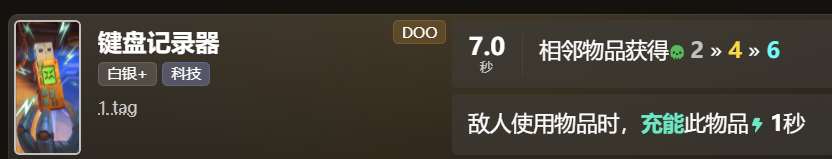 键盘记录器
DOO
白银+ 科技
1 tag
7.0
秒
相邻物品获得 2 » 4 » 6
敌人使用物品时，充能此物品 1秒